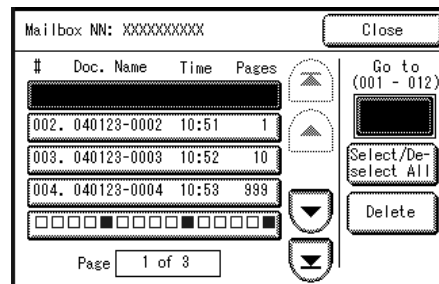 Mailbox NN: XXXXXXXXXX
Close
# Doc. Name Time Pages
002. 040123-0002 10:51 1
003. 040123-0003 10:52 10
004. 040123-0004 10:53 999
Page 1 of 3
Go to
(001 - 012)
Select/De-
select All
Delete